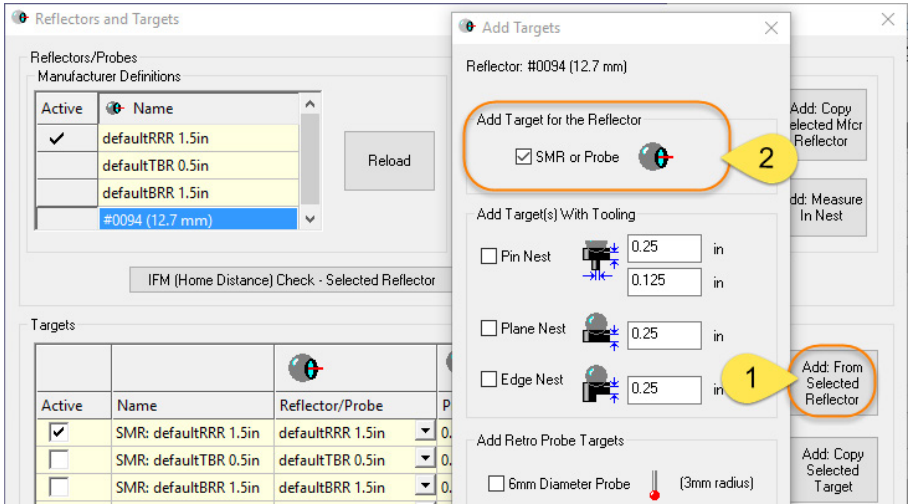 Reflectors and Targets
Reflectors/Probes
Manufacturer Definitions
Active Name
defaultRRR 1.5in
defaultTBR 0.5in
defaultBRR 1.5in
#0094 (12.7 mm)
Reload
IFM (Home Distance) Check - Selected Reflector
Add Targets
Reflector: #0094 (12.7 mm)
Add Target for the Reflector
SMR or Probe
2
Add Target(s) With Tooling
Pin Nest 0.25 in
0.125 in
Plane Nest 0.25 in
Edge Nest 0.25 in
Add Retro Probe Targets
6mm Diameter Probe (3mm radius)
Add: Copy
elected Mfcr
Reflector
dd: Measure
In Nest
1
Add: From
Selected
Reflector
Add: Copy
Selected
Target
Targets
Active Name Reflector/Probe P
SMR: defaultRRR 1.5in defaultRRR 1.5in 0.
SMR: defaultTBR 0.5in defaultTBR 0.5in 0.
SMR: defaultBRR 1.5in defaultBRR 1.5in 0.